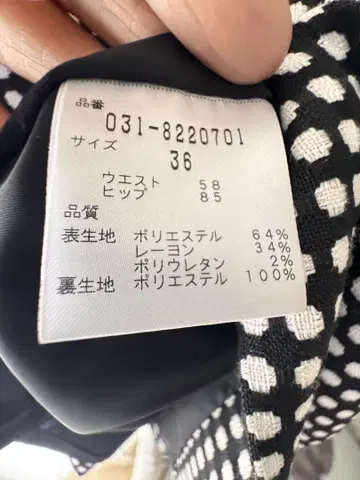 品番
031-8220701
サイズ
36
ウエスト 58
ヒップ 85
品質
表生地 ポリエステル 64%
レーヨン 34%
ポリウレタン 2%
裏生地 ポリエステル 100%